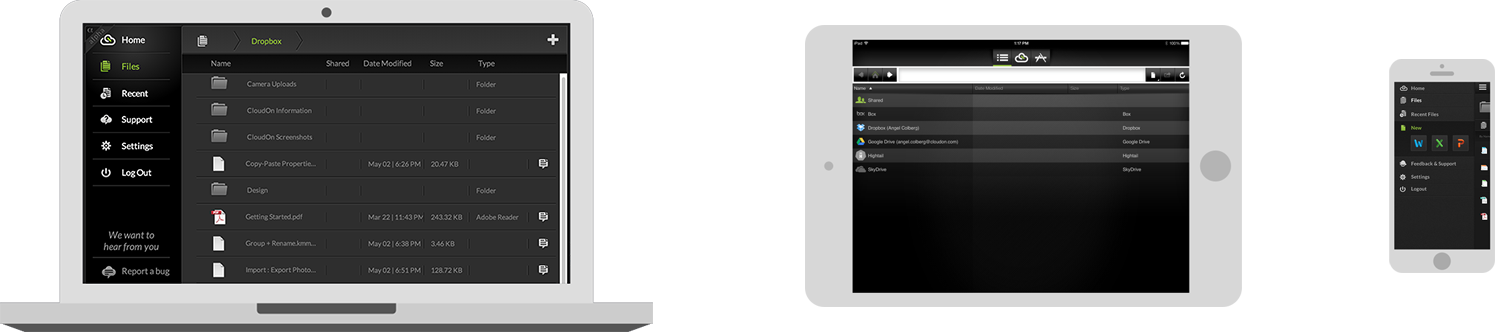 alpha
Home
Files
Recent
Support
Settings
Log Out
We want to
hear from you
Report a bug
Dropbox
Name Shared Date Modified Size Type
Camera Uploads Folder
CloudOn Information Folder
CloudOn Screenshots Folder
Copy-Paste Propertie... May 02 | 6:26 PM 20.47 KB
Design Folder
Getting Started.pdf Mar 22 | 11:43 PM 243.32 KB Adobe Reader
Group + Rename.kmm... May 02 | 6:38 PM 3.46 KB
Import : Export Photo... May 02 | 6:51 PM 128.72 KB
iPad 1:17 PM 100%
Name Date Modified Size Type
Shared
Box Box
Dropbox (Angel Colberg) Dropbox
Google Drive (angel.colberg@cloudon.com) Google Drive
Hightail Hightail
SkyDrive SkyDrive
Home
Files
Recent Files
New
W X P
Feedback & Support
Settings
Logout